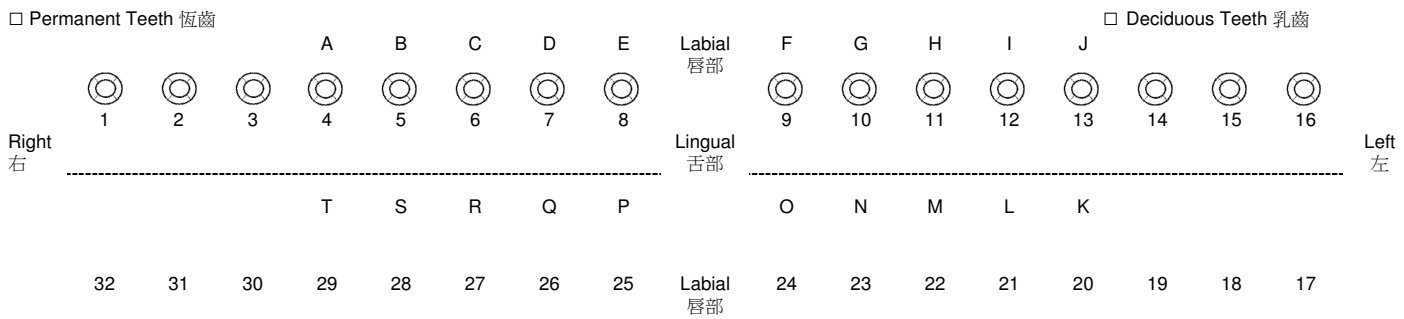 □ Permanent Teeth 恆齒 □ Deciduous Teeth 乳齒
A B C D E Labial F G H I J
唇部
1 2 3 4 5 6 7 8 9 10 11 12 13 14 15 16
Right Lingual Left
右 舌部 左
T S R Q P O N M L K
32 31 30 29 28 27 26 25 Labial 24 23 22 21 20 19 18 17
唇部